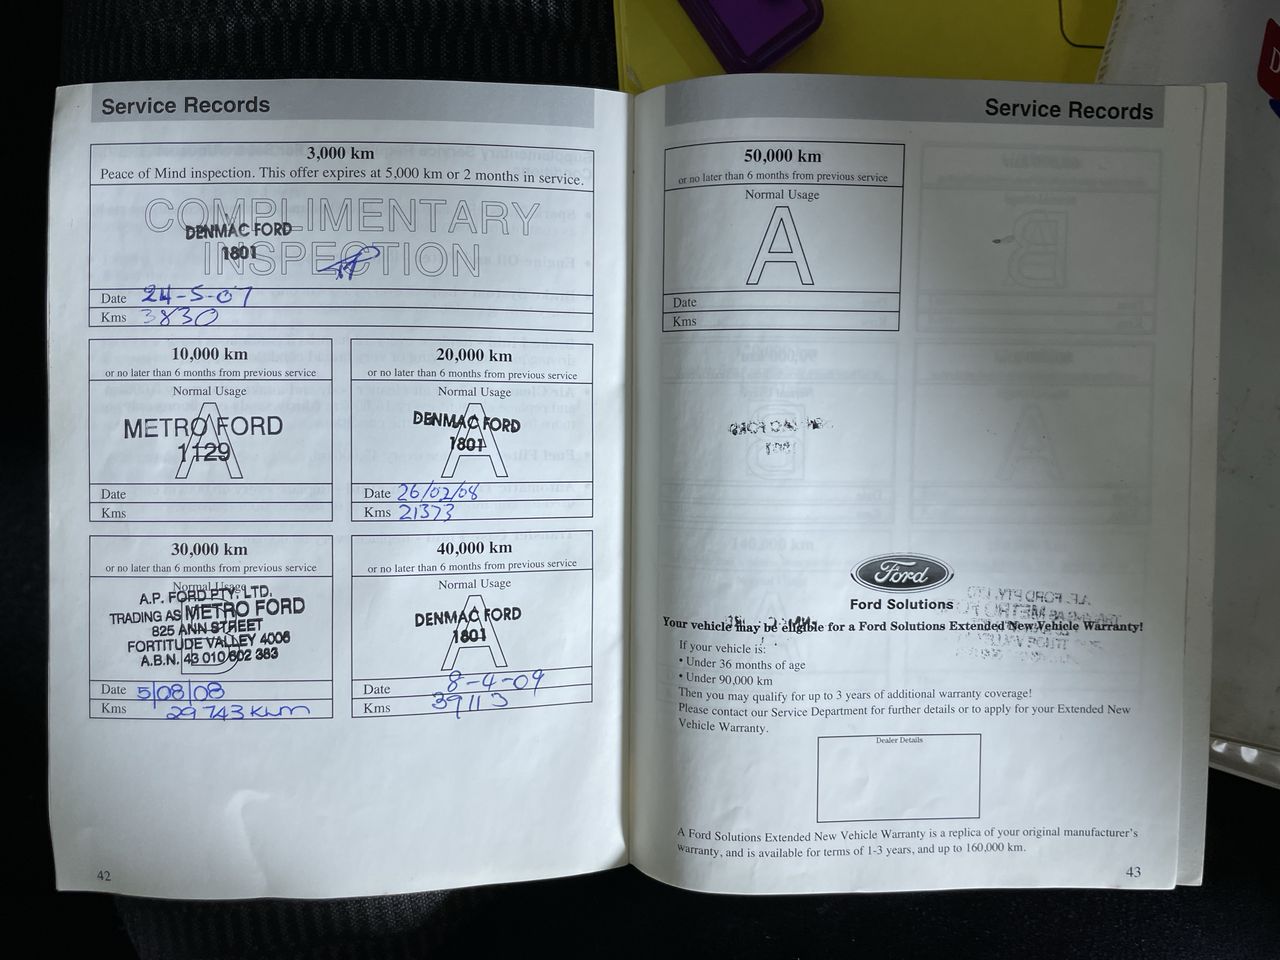 Service Records
3,000 km
Peace of Mind inspection. This offer expires at 5,000 km or 2 months in service.
COMPLIMENTARY
INSPECTION
DENMAC FORD
1801
Date 24-5-07
Kms 3830
10,000 km
or no later than 6 months from previous service
Normal Usage
A
METRO FORD
1129
Date
Kms
20,000 km
or no later than 6 months from previous service
Normal Usage
A
DENMAC FORD
1801
Date 26/02/08
Kms 21373
30,000 km
or no later than 6 months from previous service
Normal Usage
A.P. FORD PTY. LTD.
TRADING AS METRO FORD
825 ANN STREET
FORTITUDE VALLEY 4006
A.B.N. 43 010 602 383
Date 5/08/08
Kms 29743 Km
40,000 km
or no later than 6 months from previous service
Normal Usage
A
DENMAC FORD
1801
Date 8-4-09
Kms 39113
42
Service Records
50,000 km
or no later than 6 months from previous service
Normal Usage
A
Date
Kms
Ford
Ford Solutions
Your vehicle may be eligible for a Ford Solutions Extended New Vehicle Warranty!
If your vehicle is:
• Under 36 months of age
• Under 90,000 km
Then you may qualify for up to 3 years of additional warranty coverage!
Please contact our Service Department for further details or to apply for your Extended New
Vehicle Warranty.
Dealer Details
A Ford Solutions Extended New Vehicle Warranty is a replica of your original manufacturer's
warranty, and is available for terms of 1-3 years, and up to 160,000 km.
43